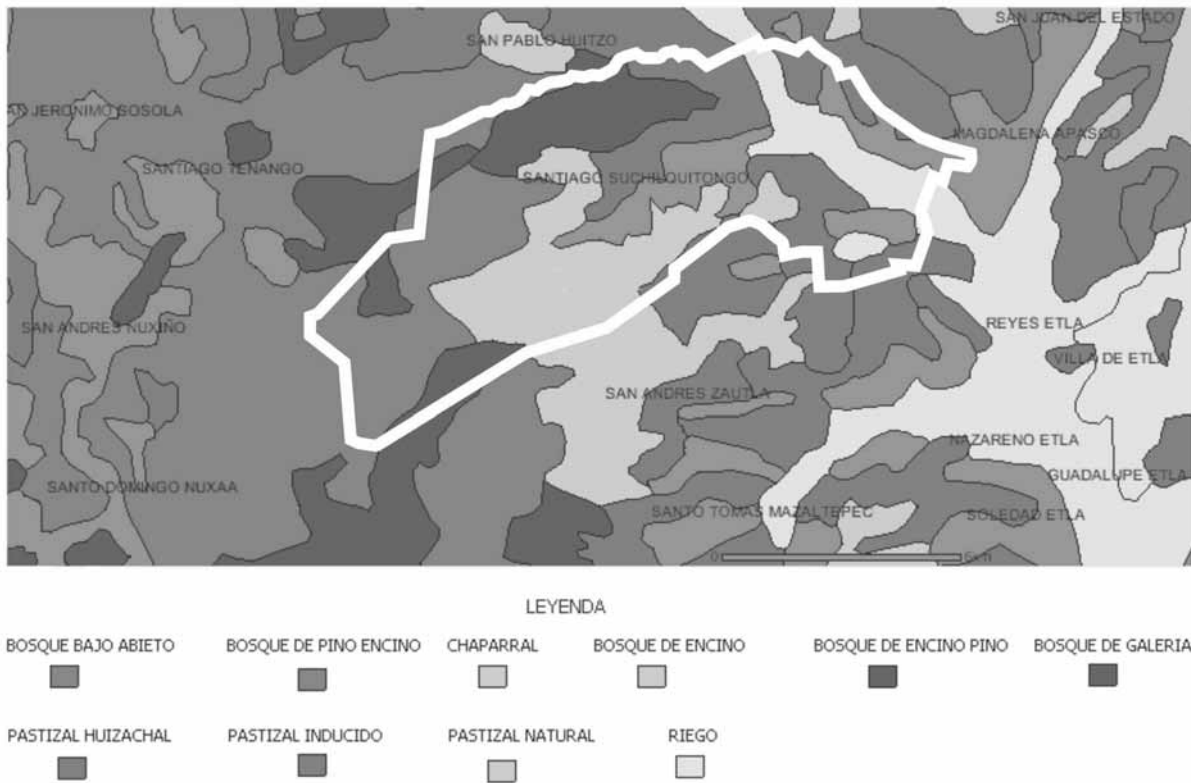 SAN JUAN DEL ESTADO
SAN PABLO HUITZO
AN JERONIMO SOSOLA
MAGDALENA APASCO
SANTIAGO TENANGO
SANTIAGO SUCHILQUITONGO
SAN ANDRES NUXIÑO
REYES ETLA
VILLA DE ETLA
SAN ANDRES ZAUTLA
NAZARENO ETLA
GUADALUPE ETLA
SANTO DOMINGO NUXAA
SANTO TOMAS MAZALTEPEC
SOLEDAD ETLA
0
LEYENDA
BOSQUE BAJO ABIETO BOSQUE DE PINO ENCINO CHAPARRAL BOSQUE DE ENCINO BOSQUE DE ENCINO PINO BOSQUE DE GALERIA
PASTIZAL HUIZACHAL PASTIZAL INDUCIDO PASTIZAL NATURAL RIEGO